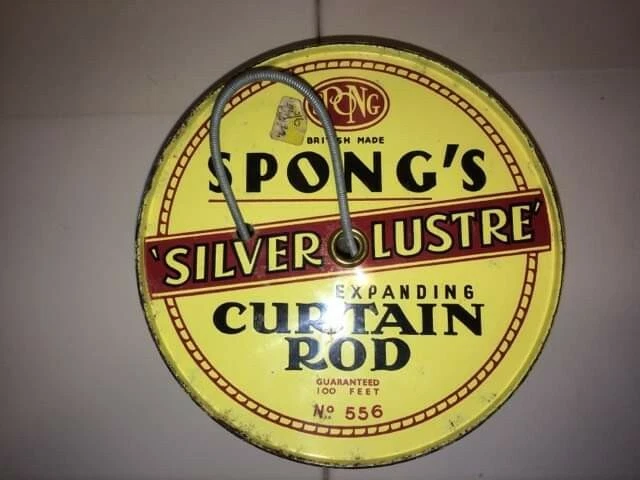 SPONG
BRITISH MADE
SPONG'S
'SILVER LUSTRE'
EXPANDING
CURTAIN
ROD
GUARANTEED
100 FEET
No. 556